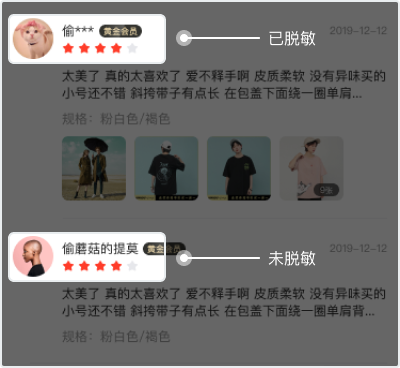 偷*** 黄金会员
已脱敏
2019-12-12
太美了 真的太喜欢了 爱不释手啊 皮质柔软 没有异味买的
小号还不错 斜挎带子有点长 在包盖下面绕一圈单肩...
规格：粉白色/褐色
9张
偷蘑菇的提莫 黄金会员
未脱敏
2019-12-12
太美了 真的太喜欢了 爱不释手啊 皮质柔软 没有异味买的
小号还不错 斜挎带子有点长 在包盖下面绕一圈单肩背...
规格：粉白色/褐色